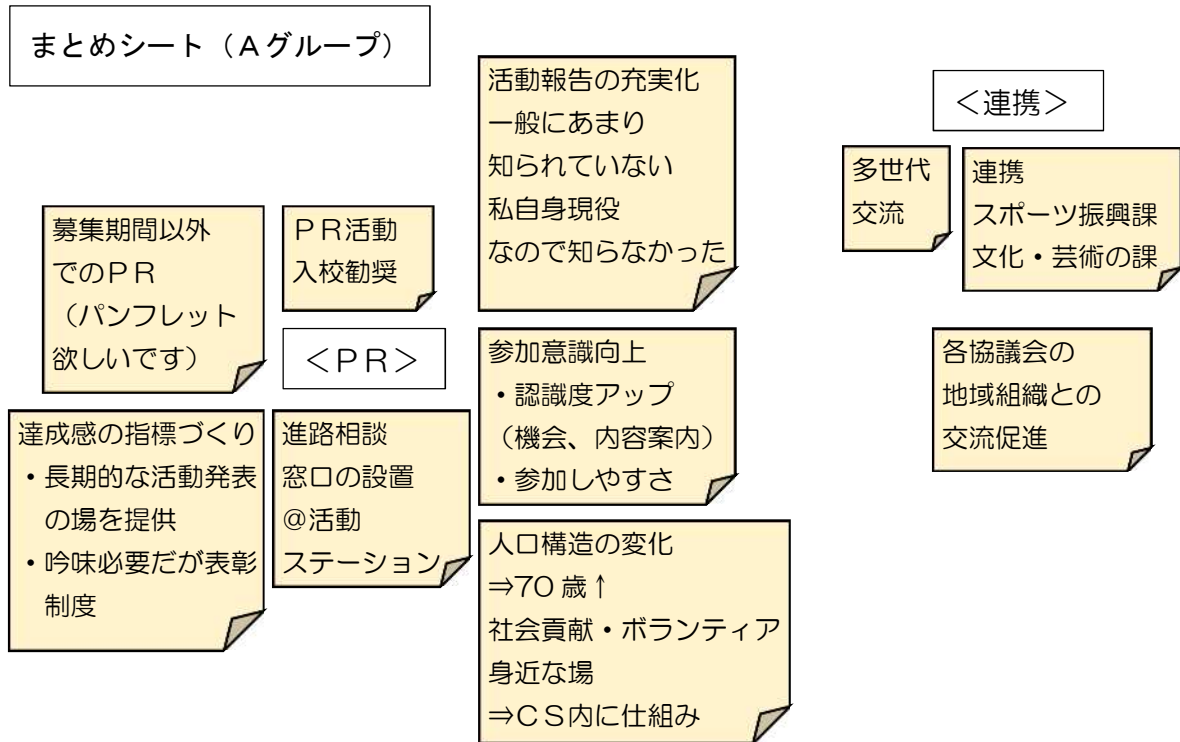 まとめシート（Aグループ）
募集期間以外
でのＰＲ
（パンフレット
欲しいです）
ＰＲ活動
入校勧奨
＜ＰＲ＞
達成感の指標づくり
・長期的な活動発表
の場を提供
・吟味必要だが表彰
制度
進路相談
窓口の設置
＠活動
ステーション
活動報告の充実化
一般にあまり
知られていない
私自身現役
なので知らなかった
参加意識向上
・認識度アップ
（機会、内容案内）
・参加しやすさ
人口構造の変化
⇒70歳↑
社会貢献・ボランティア
身近な場
⇒ＣＳ内に仕組み
＜連携＞
多世代
交流
連携
スポーツ振興課
文化・芸術の課
各協議会の
地域組織との
交流促進